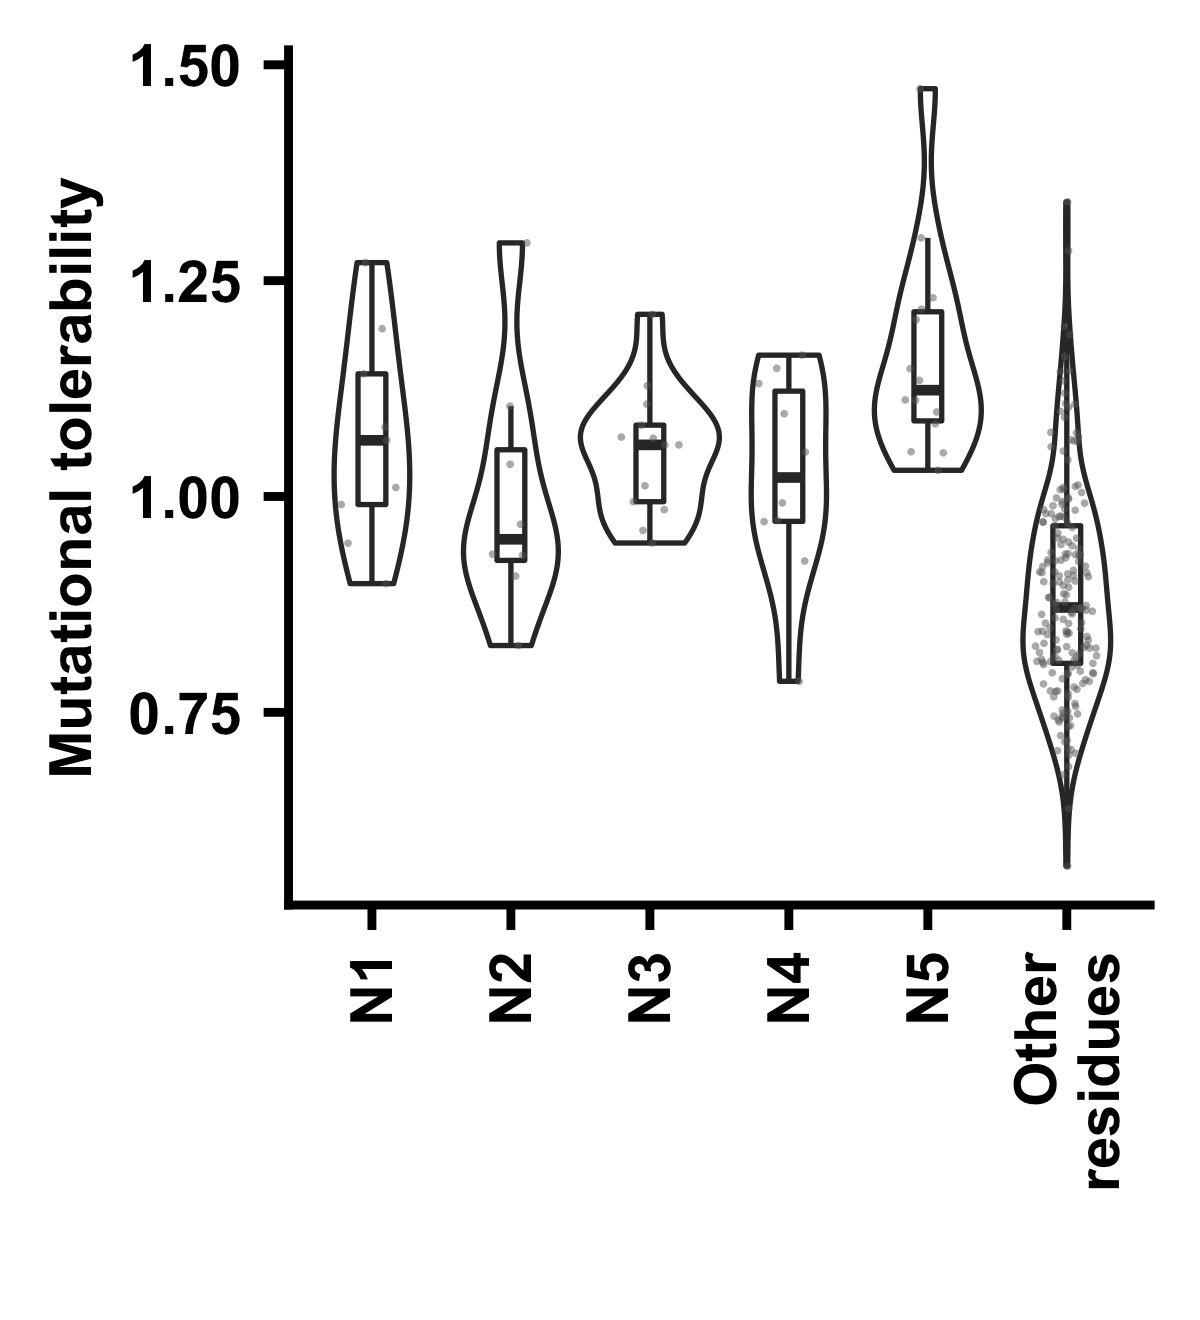 1.50
1.25
1.00
0.75
Mutational tolerability
N1
N2
N3
N4
N5
Other
residues